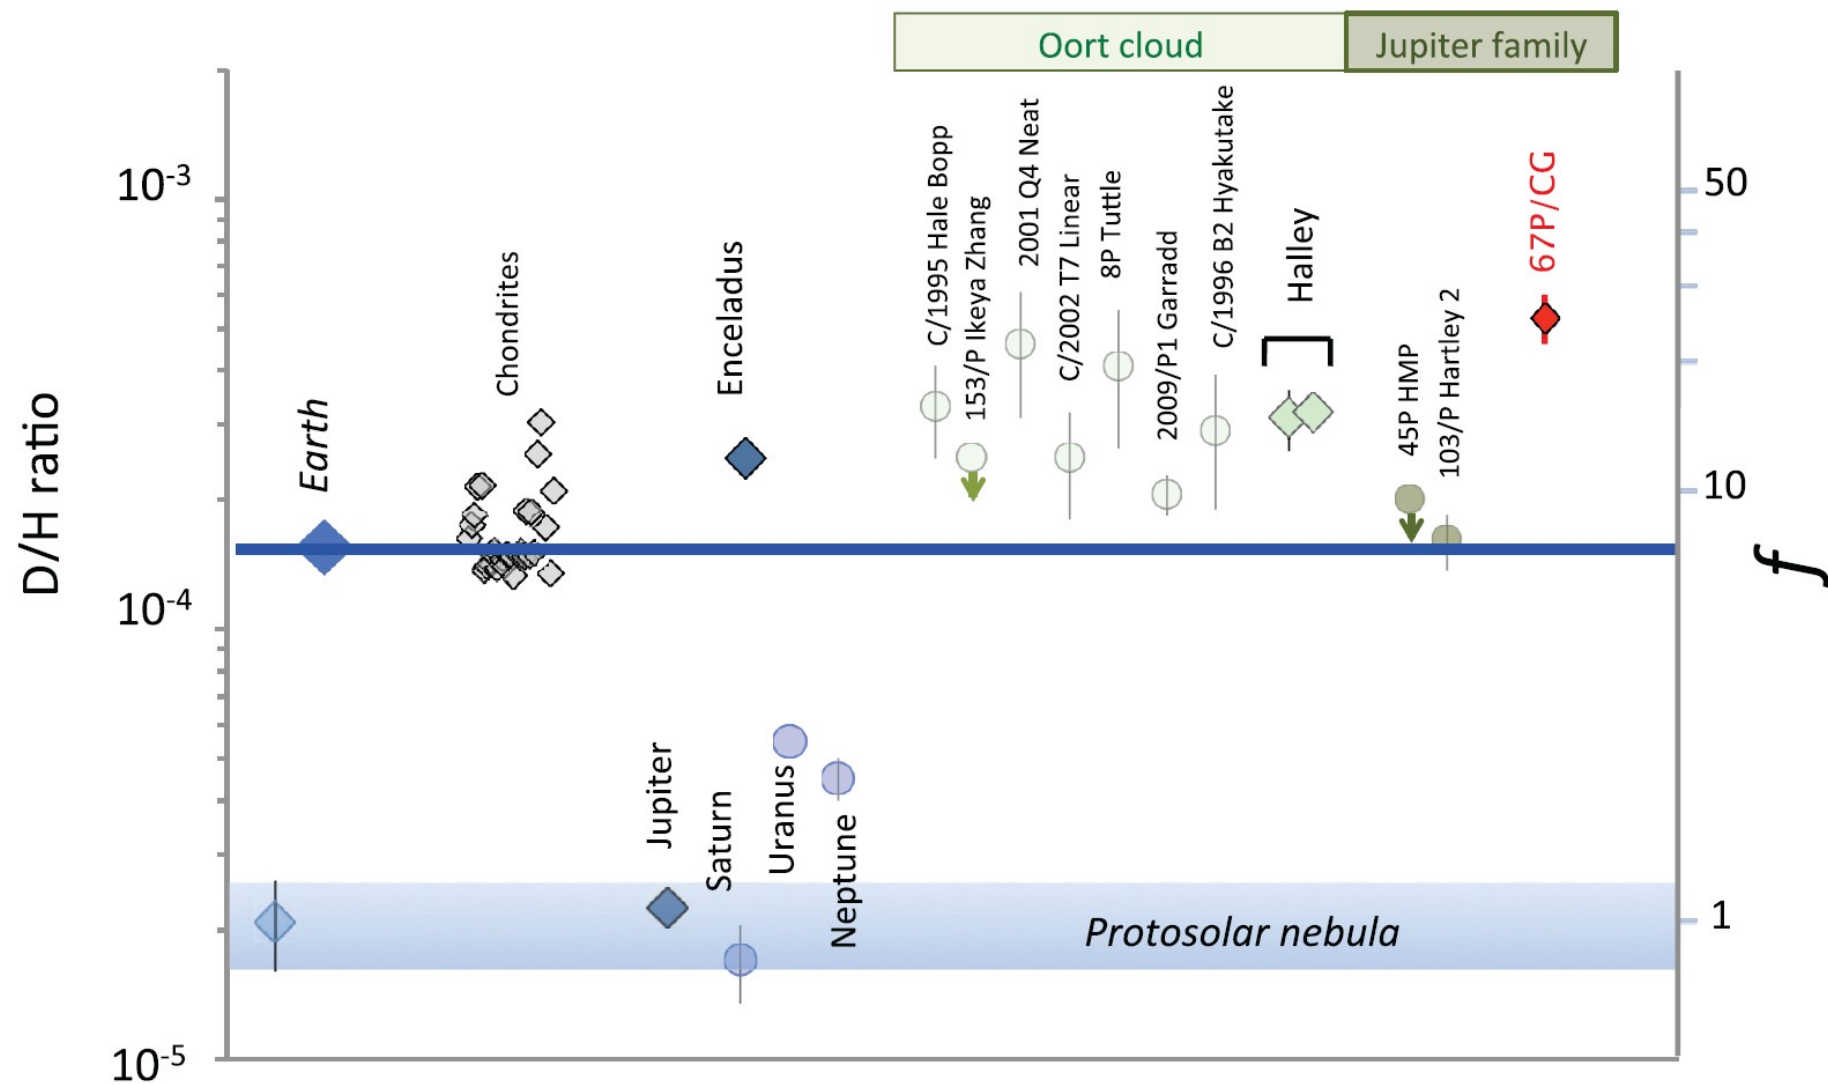 Oort cloud
Jupiter family
D/H ratio
10-3
10-4
10-5
Earth
Chondrites
Enceladus
C/1995 Hale Bopp
153/P Ikeya Zhang
2001 Q4 Neat
C/2002 T7 Linear
8P Tuttle
2009/P1 Garradd
C/1996 B2 Hyakutake
Halley
45P HMP
103/P Hartley 2
67P/CG
Jupiter
Saturn
Uranus
Neptune
Protosolar nebula
50
10
1
f